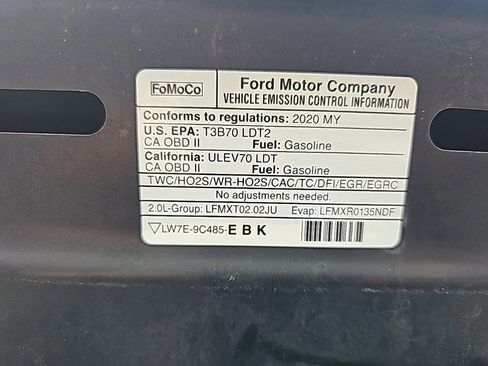 FoMoCo
Ford Motor Company
VEHICLE EMISSION CONTROL INFORMATION
Conforms to regulations: 2020 MY
U.S. EPA: T3B70 LDT2
CA OBD II Fuel: Gasoline
California: ULEV70 LDT
CA OBD II Fuel: Gasoline
TWC/HO2S/WR-HO2S/CAC/TC/DFI/EGR/EGRC
No adjustments needed.
2.0L-Group: LFMXT02.02JU Evap: LFMXR0135NDF
LW7E-9C485-EBK